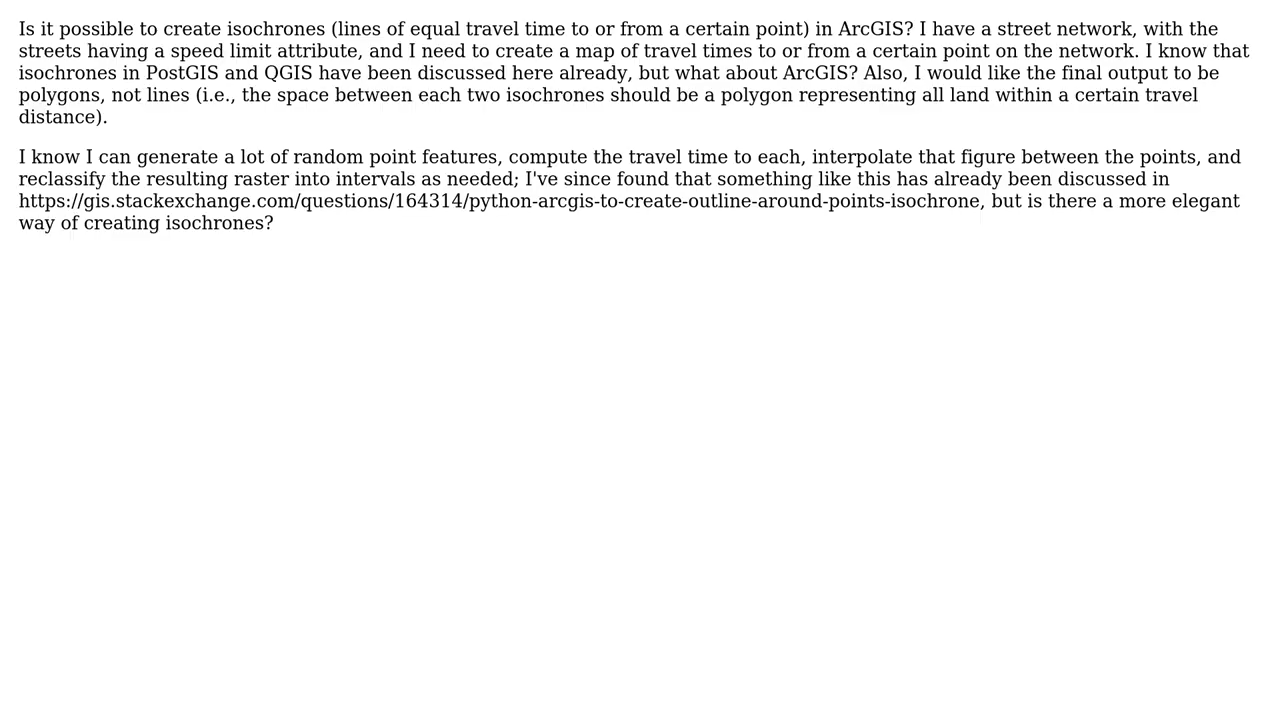 Is it possible to create isochrones (lines of equal travel time to or from a certain point) in ArcGIS? I have a street network, with the
streets having a speed limit attribute, and I need to create a map of travel times to or from a certain point on the network. I know that
isochrones in PostGIS and QGIS have been discussed here already, but what about ArcGIS? Also, I would like the final output to be
polygons, not lines (i.e., the space between each two isochrones should be a polygon representing all land within a certain travel
distance).
I know I can generate a lot of random point features, compute the travel time to each, interpolate that figure between the points, and
reclassify the resulting raster into intervals as needed; I've since found that something like this has already been discussed in
https://gis.stackexchange.com/questions/164314/python-arcgis-to-create-outline-around-points-isochrone, but is there a more elegant
way of creating isochrones?